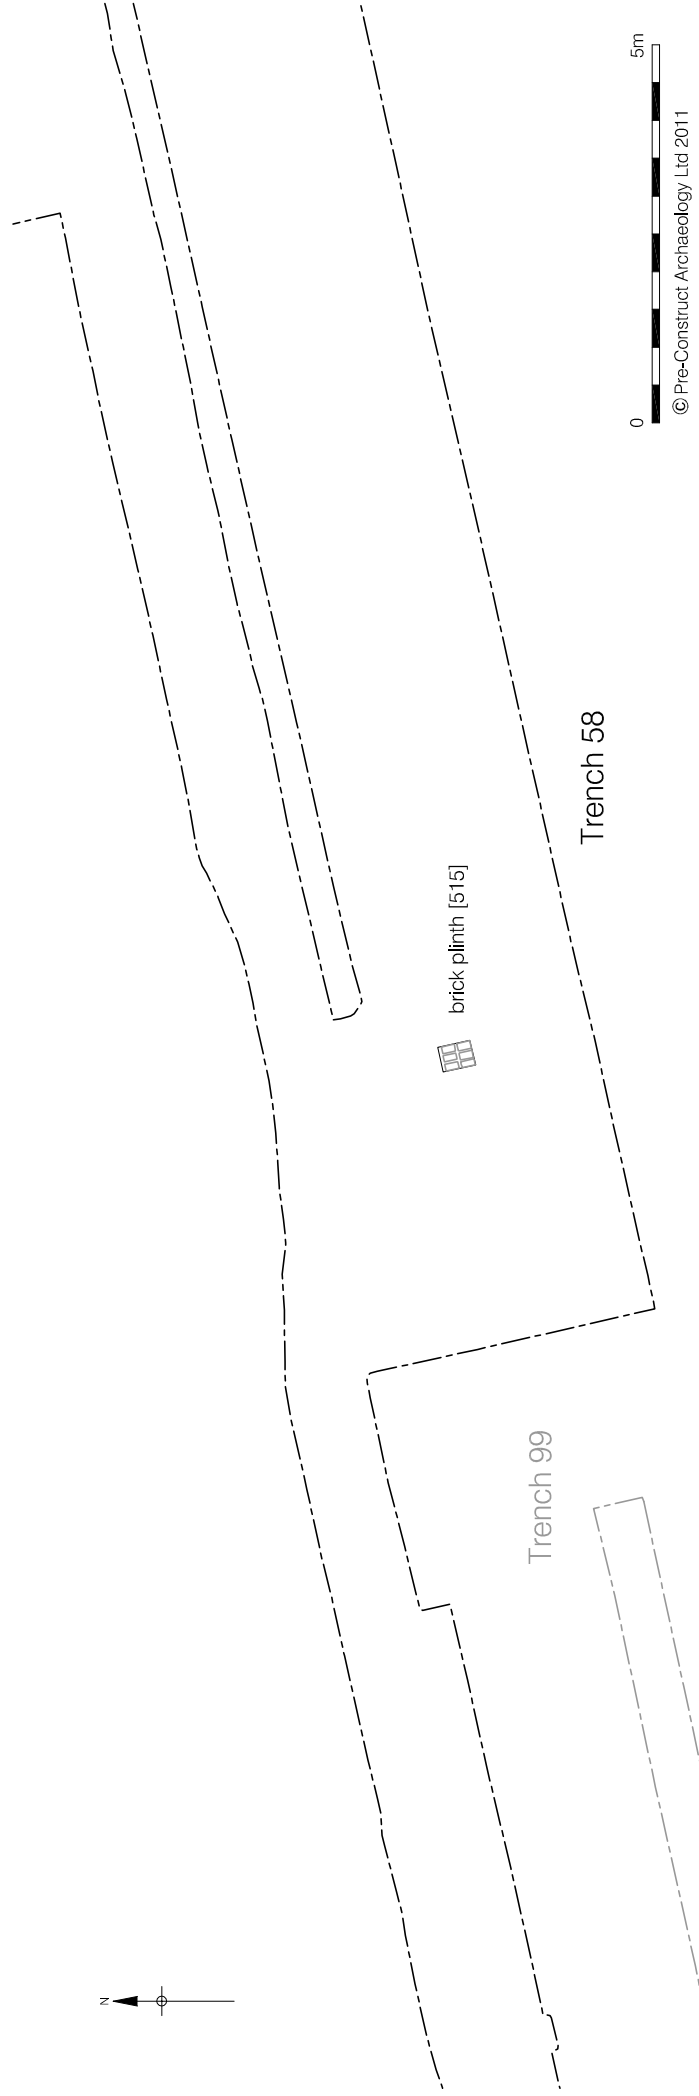 5m
0
© Pre-Construct Archaeology Ltd 2011
Trench 58
brick plinth [515]
Trench 99
N